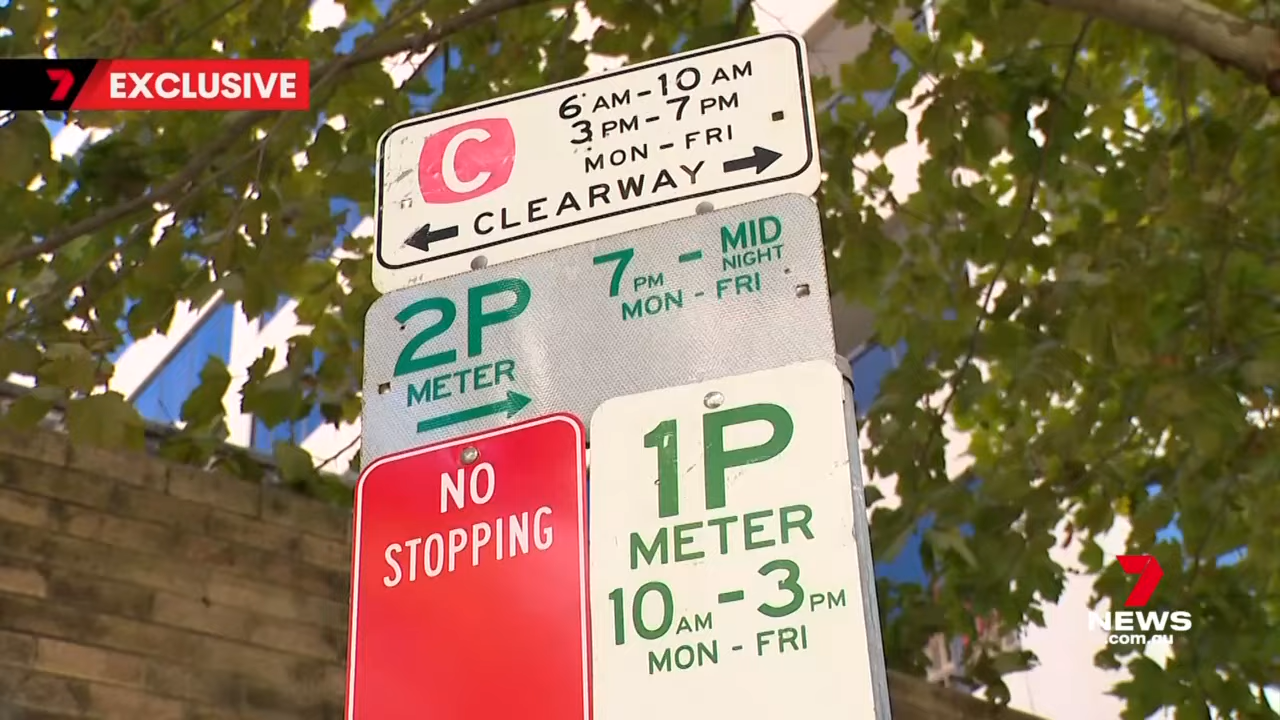 7 EXCLUSIVE
C
6 AM - 10 AM
3 PM - 7 PM
MON - FRI
CLEARWAY
2P
METER
7 PM - MID NIGHT
MON - FRI
NO
STOPPING
1P
METER
10 AM - 3 PM
MON - FRI
7
NEWS
.com.au